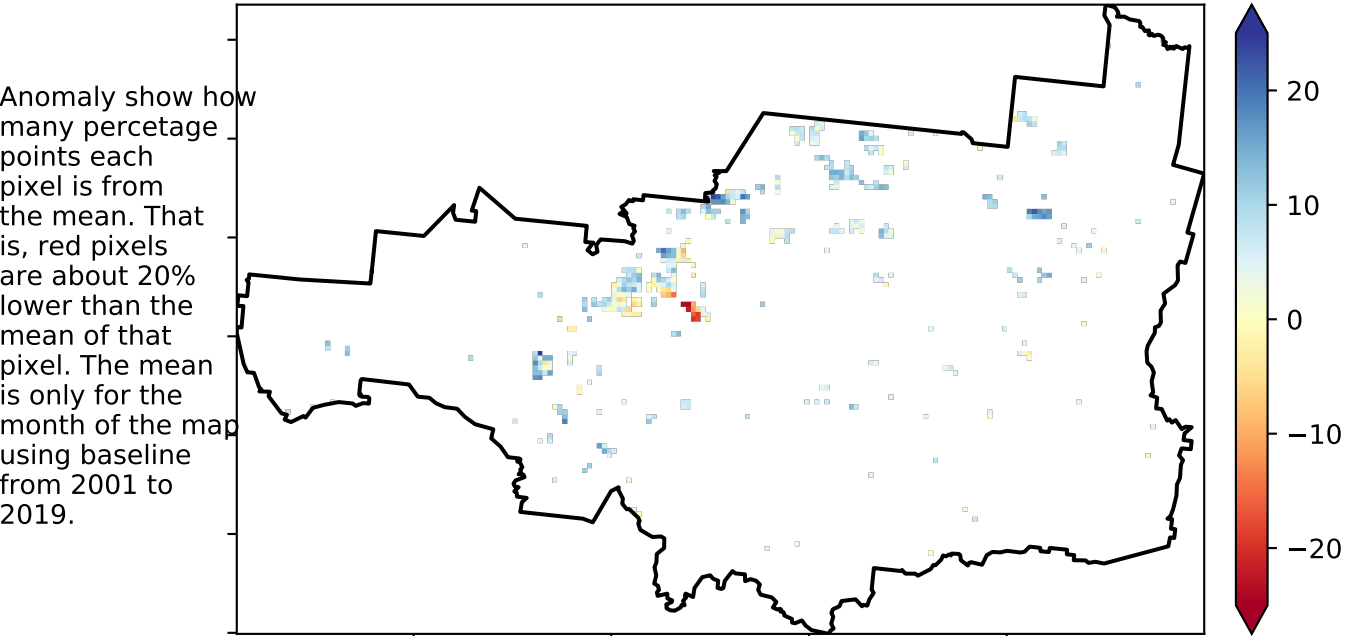 Anomaly show how
many percetage
points each
pixel is from
the mean. That
is, red pixels
are about 20%
lower than the
mean of that
pixel. The mean
is only for the
month of the map
using baseline
from 2001 to
2019.
20
10
0
−10
−20